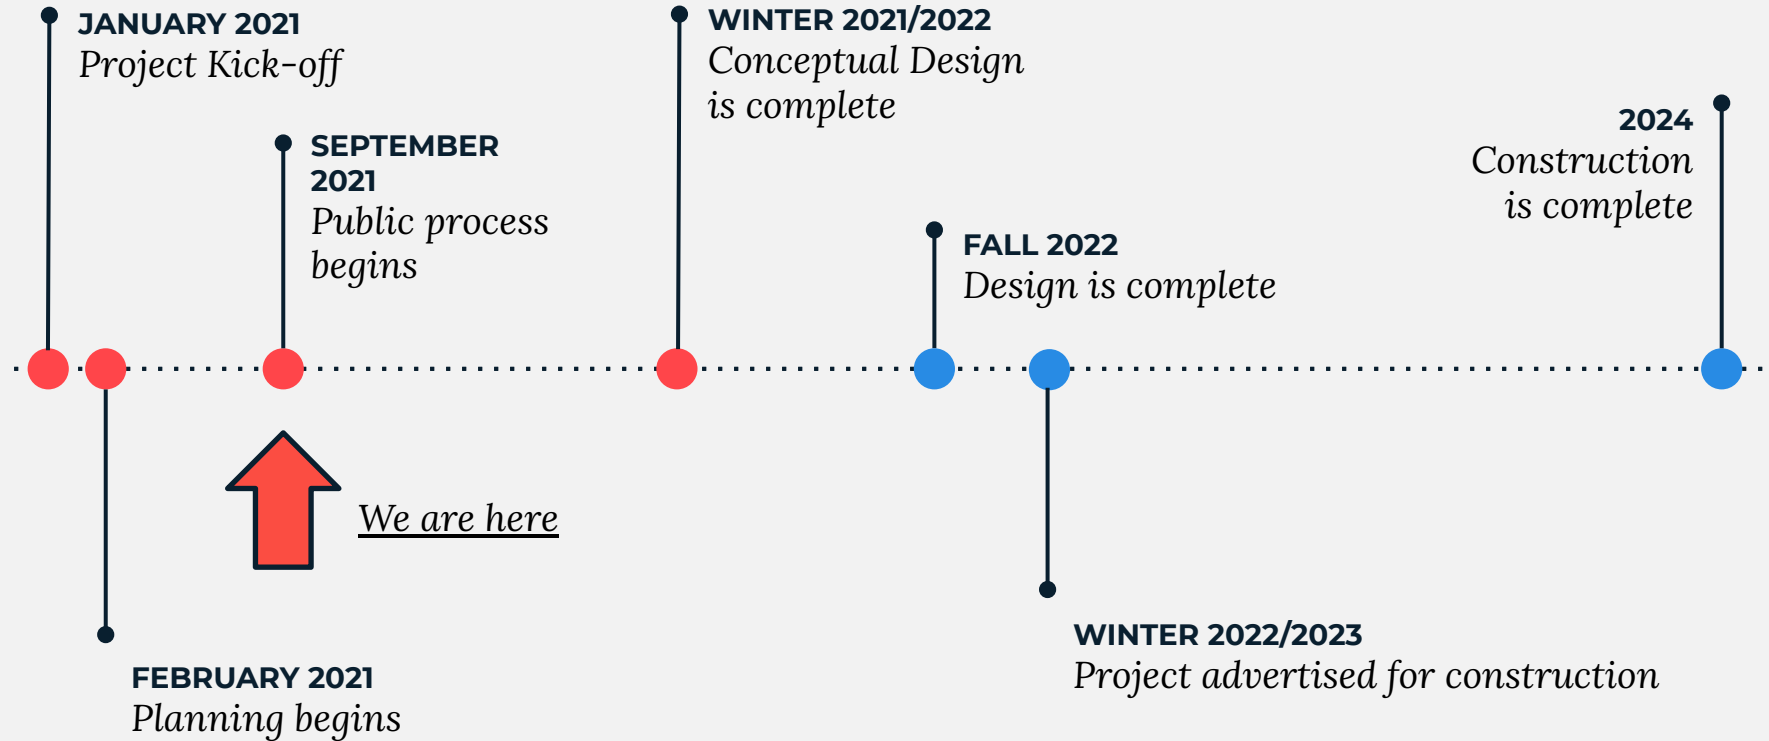 JANUARY 2021
Project Kick-off
SEPTEMBER
2021
Public process
begins
WINTER 2021/2022
Conceptual Design
is complete
FALL 2022
Design is complete
2024
Construction
is complete
We are here
FEBRUARY 2021
Planning begins
WINTER 2022/2023
Project advertised for construction